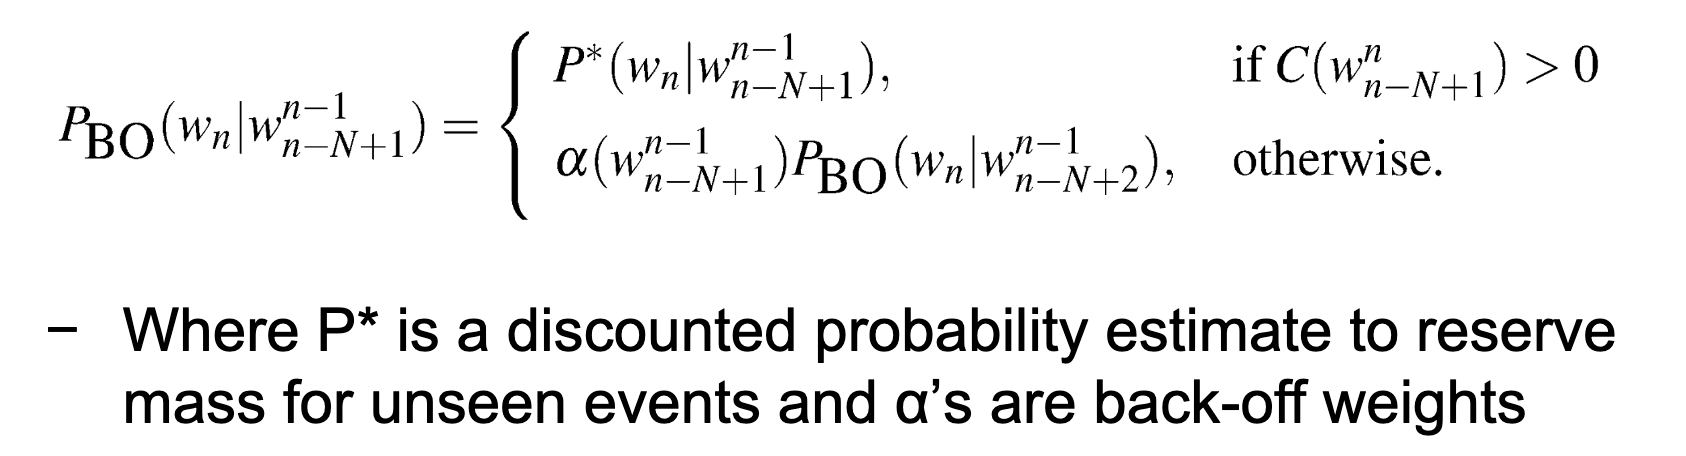 P_BO(w_n|w_{n-N+1}^{n-1}) = { P*(w_n|w_{n-N+1}^{n-1}), if C(w_{n-N+1}^n) > 0
α(w_{n-N+1}^{n-1})P_BO(w_n|w_{n-N+2}^{n-1}), otherwise.
– Where P* is a discounted probability estimate to reserve
mass for unseen events and α’s are back-off weights